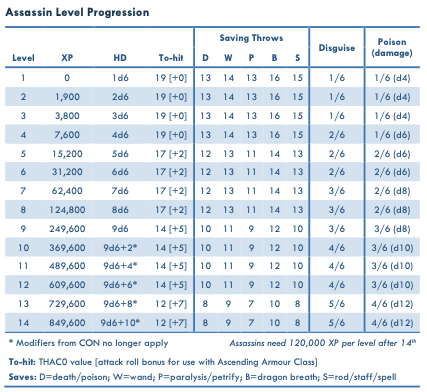 Assassin Level Progression
Saving Throws
Disguise
Poison (damage)
Level XP HD To-hit D W P B S
1 0 1d6 19 [+0] 13 14 13 16 15 1/6 1/6 (d4)
2 1,900 2d6 19 [+0] 13 14 13 16 15 1/6 1/6 (d4)
3 3,800 3d6 19 [+0] 13 14 13 16 15 1/6 1/6 (d4)
4 7,600 4d6 19 [+0] 13 14 13 16 15 2/6 1/6 (d6)
5 15,200 5d6 17 [+2] 12 13 11 14 13 2/6 2/6 (d6)
6 31,200 6d6 17 [+2] 12 13 11 14 13 2/6 2/6 (d6)
7 62,400 7d6 17 [+2] 12 13 11 14 13 3/6 2/6 (d8)
8 124,800 8d6 17 [+2] 12 13 11 14 13 3/6 2/6 (d8)
9 249,600 9d6 14 [+5] 10 11 9 12 10 3/6 3/6 (d8)
10 369,600 9d6+2* 14 [+5] 10 11 9 12 10 4/6 3/6 (d10)
11 489,600 9d6+4* 14 [+5] 10 11 9 12 10 4/6 3/6 (d10)
12 609,600 9d6+6* 14 [+5] 10 11 9 12 10 4/6 3/6 (d10)
13 729,600 9d6+8* 12 [+7] 8 9 7 10 8 5/6 4/6 (d12)
14 849,600 9d6+10* 12 [+7] 8 9 7 10 8 5/6 4/6 (d12)
* Modifiers from CON no longer apply Assassins need 120,000 XP per level after 14th
To-hit: THAC0 value [attack roll bonus for use with Ascending Armour Class]
Saves: D=death/poison; W=wand; P=paralysis/petrify; B=dragon breath; S=rod/staff/spell